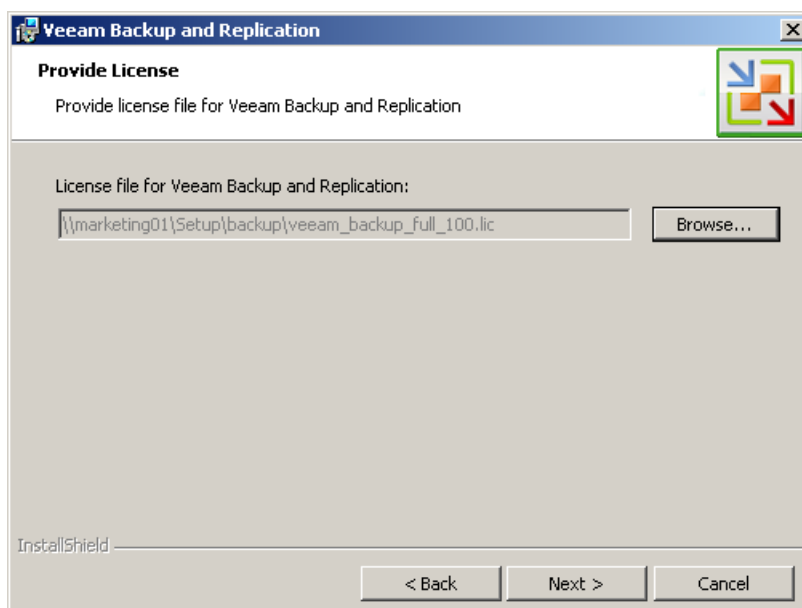 Veeam Backup and Replication
Provide License
Provide license file for Veeam Backup and Replication
License file for Veeam Backup and Replication:
\\marketing01\Setup\backup\veeam_backup_full_100.lic
Browse...
InstallShield
< Back
Next >
Cancel